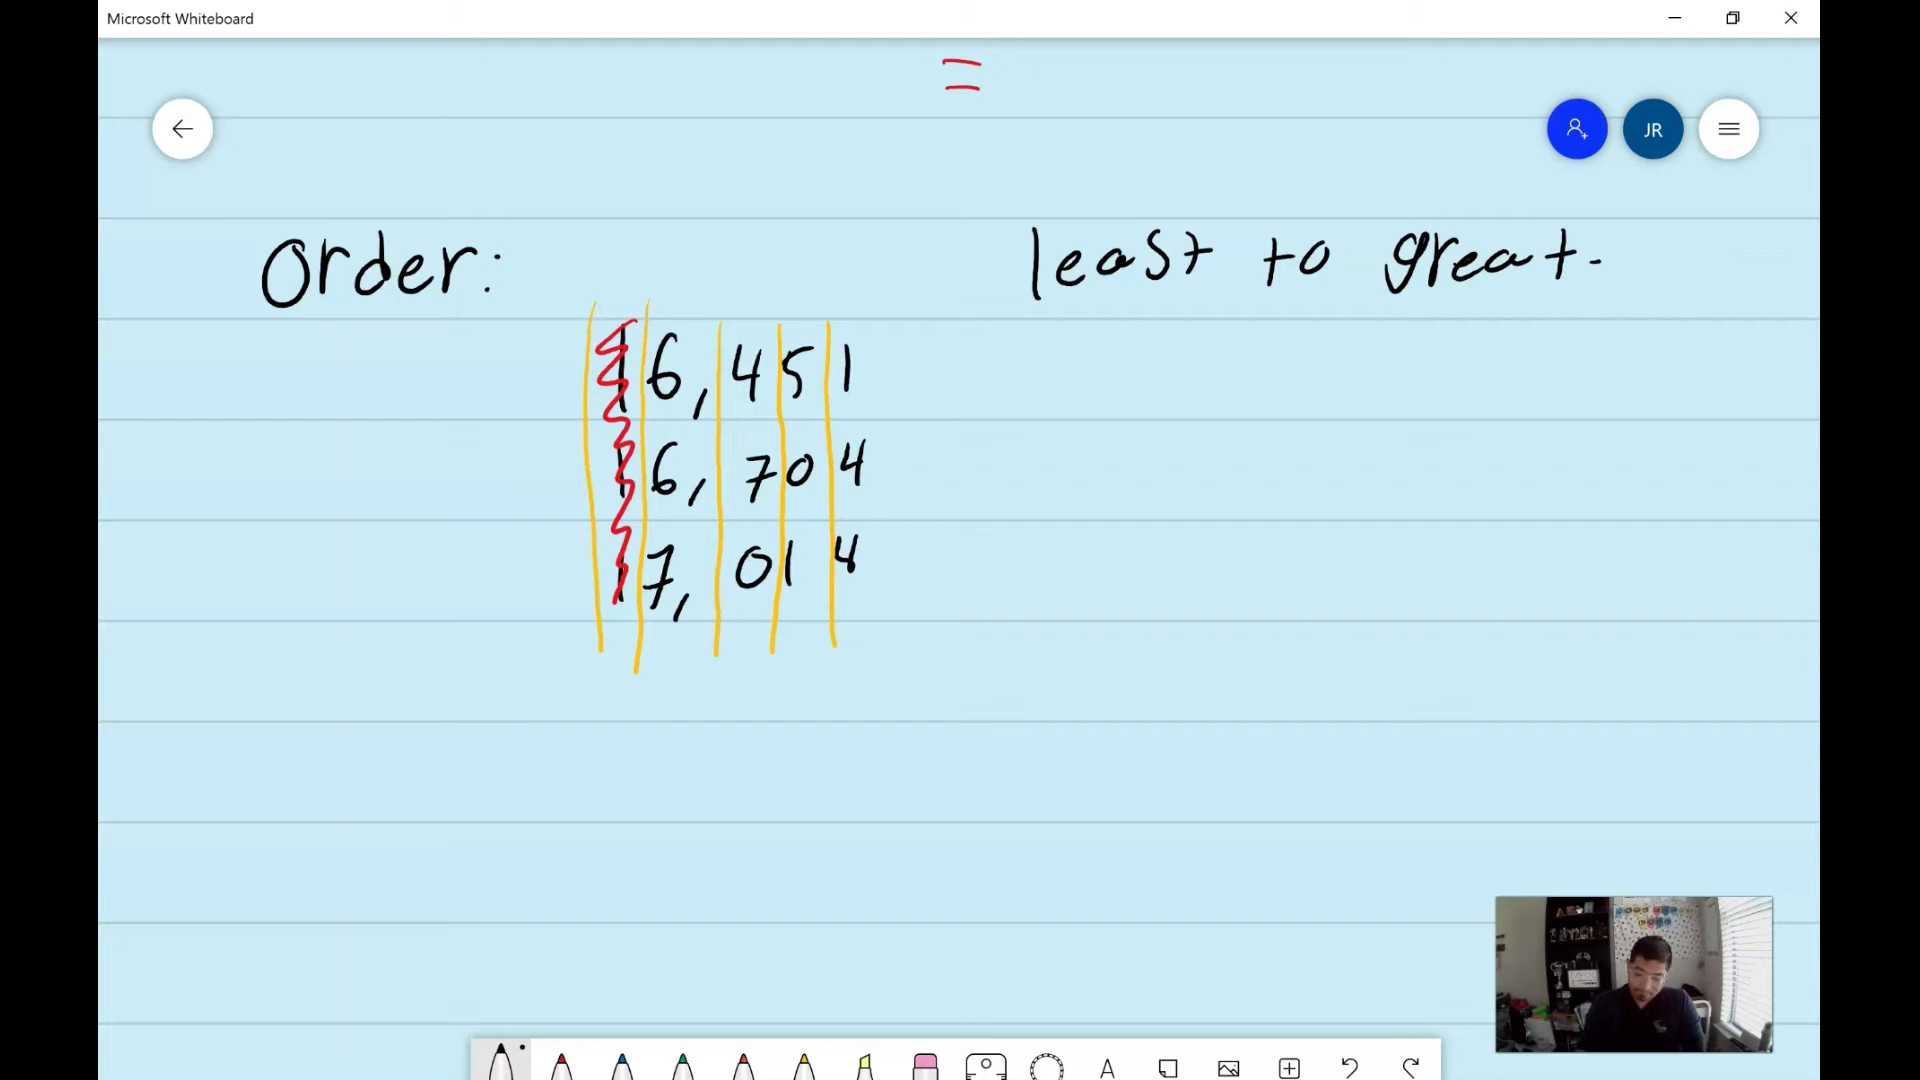 Microsoft Whiteboard
=
JR
Order: least to great.
16,451
16,704
17,014
A